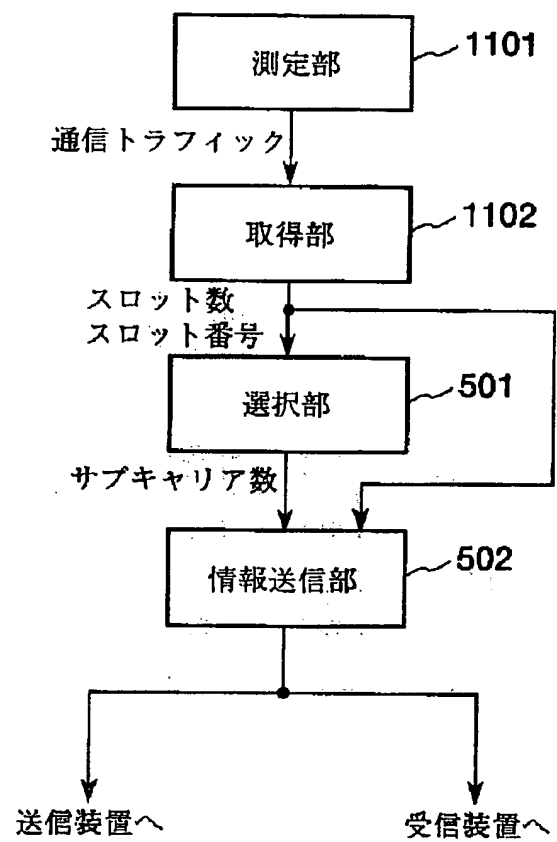 測定部
1101
通信トラフィック
取得部
1102
スロット数
スロット番号
選択部
501
サブキャリア数
情報送信部
502
送信装置へ
受信装置へ